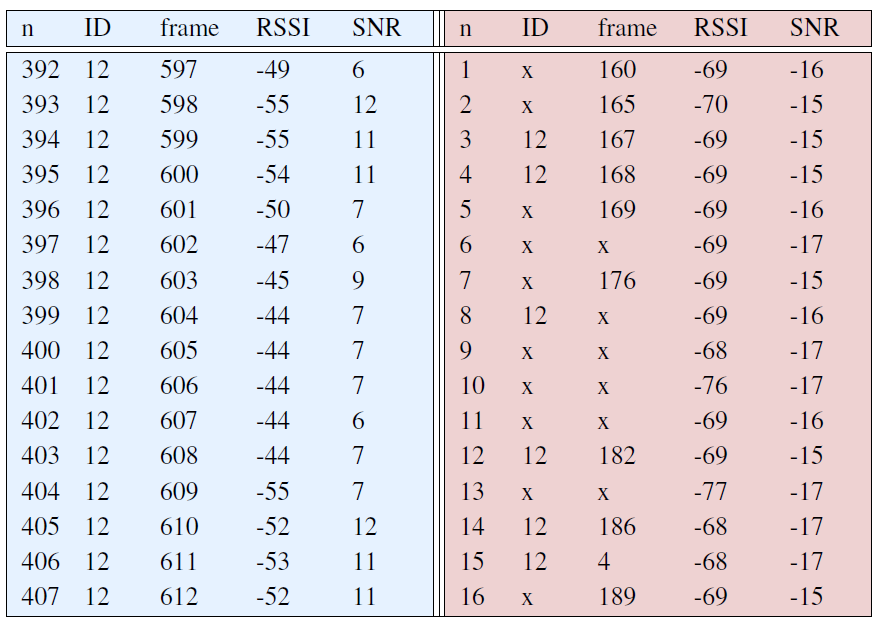 n ID frame RSSI SNR n ID frame RSSI SNR
392 12 597 -49 6 1 x 160 -69 -16
393 12 598 -55 12 2 x 165 -70 -15
394 12 599 -55 11 3 12 167 -69 -15
395 12 600 -54 11 4 12 168 -69 -15
396 12 601 -50 7 5 x 169 -69 -16
397 12 602 -47 6 6 x x -69 -17
398 12 603 -45 9 7 x 176 -69 -15
399 12 604 -44 7 8 12 x -69 -16
400 12 605 -44 7 9 x x -68 -17
401 12 606 -44 7 10 x x -76 -17
402 12 607 -44 6 11 x x -69 -16
403 12 608 -44 7 12 12 182 -69 -15
404 12 609 -55 7 13 x x -77 -17
405 12 610 -52 12 14 12 186 -68 -17
406 12 611 -53 11 15 12 4 -68 -17
407 12 612 -52 11 16 x 189 -69 -15